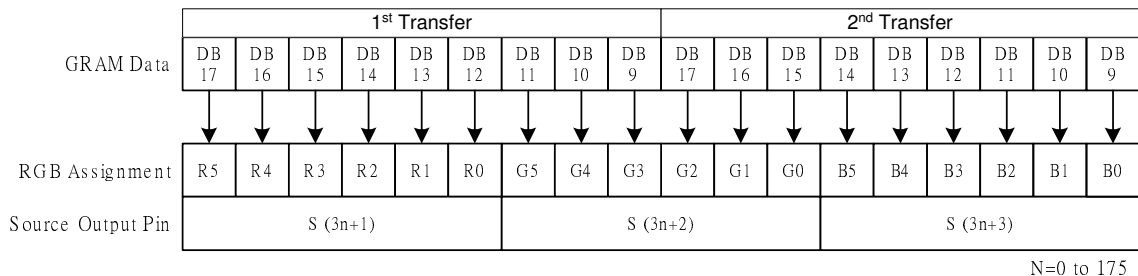 1st Transfer 2nd Transfer
GRAM Data DB 17 DB 16 DB 15 DB 14 DB 13 DB 12 DB 11 DB 10 DB 9 DB 17 DB 16 DB 15 DB 14 DB 13 DB 12 DB 11 DB 10 DB 9
RGB Assignment R5 R4 R3 R2 R1 R0 G5 G4 G3 G2 G1 G0 B5 B4 B3 B2 B1 B0
Source Output Pin S (3n+1) S (3n+2) S (3n+3)
N=0 to 175